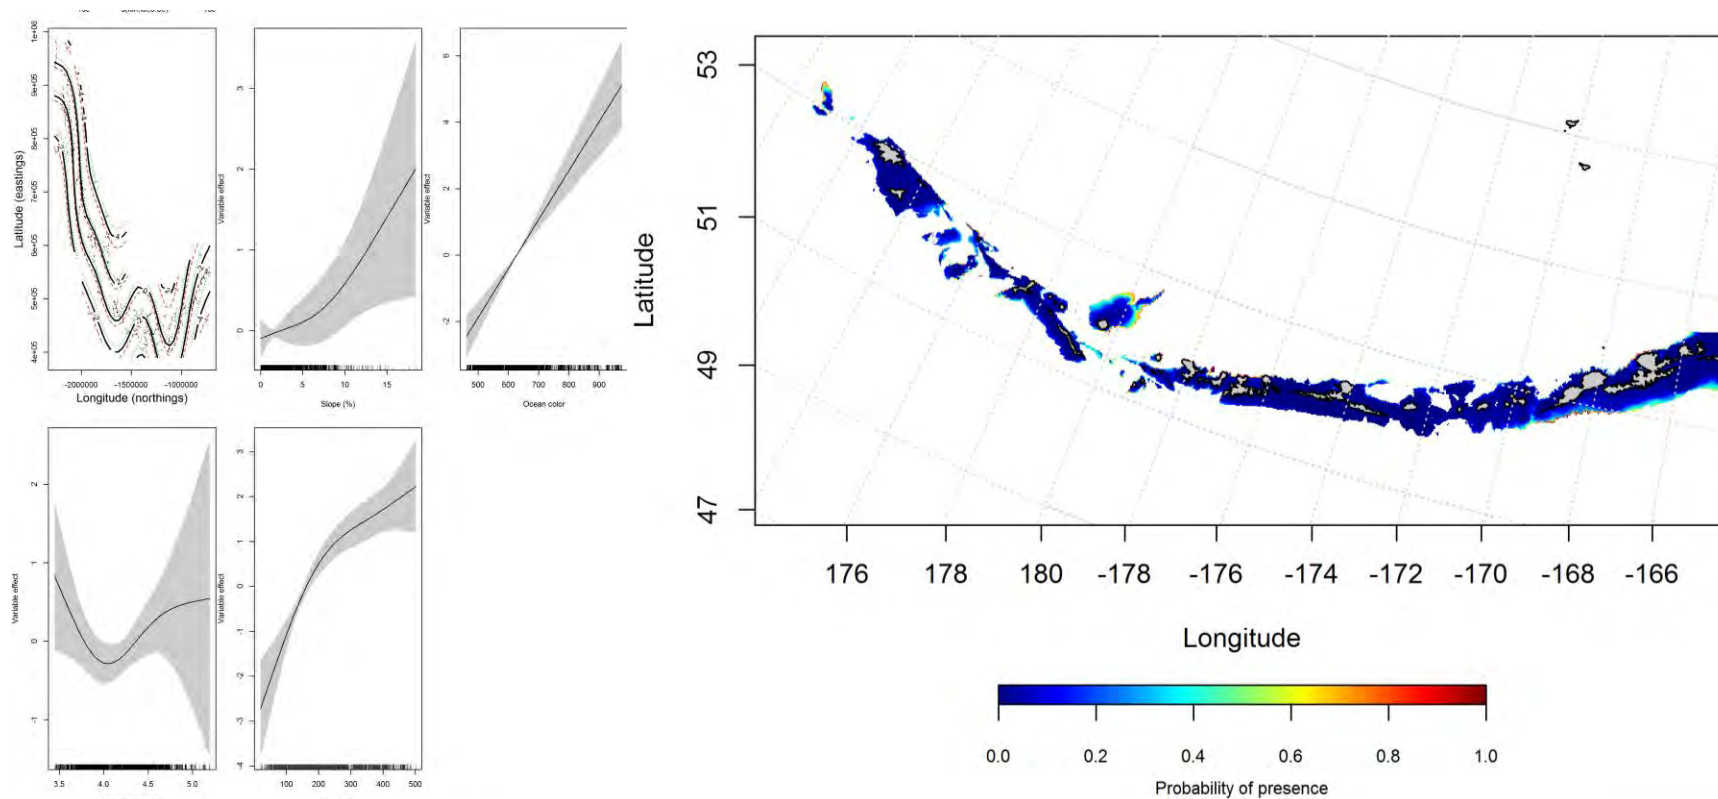 1e+06
9e+05
8e+05
7e+05
6e+05
5e+05
4e+05
Latitude (eastings)
-2000000 -1500000 -1000000
Longitude (northings)
3
2
1
0
Variable effect
0 5 10 15
Slope (%)
6
4
2
0
-2
Variable effect
500 600 700 800 900
Ocean color
2
1
0
-1
Variable effect
3.5 4.0 4.5 5.0
3
2
1
0
-1
-2
-3
-4
Variable effect
100 200 300 400 500
53
51
49
47
Latitude
176 178 180 -178 -176 -174 -172 -170 -168 -166
Longitude
0.0 0.2 0.4 0.6 0.8 1.0
Probability of presence